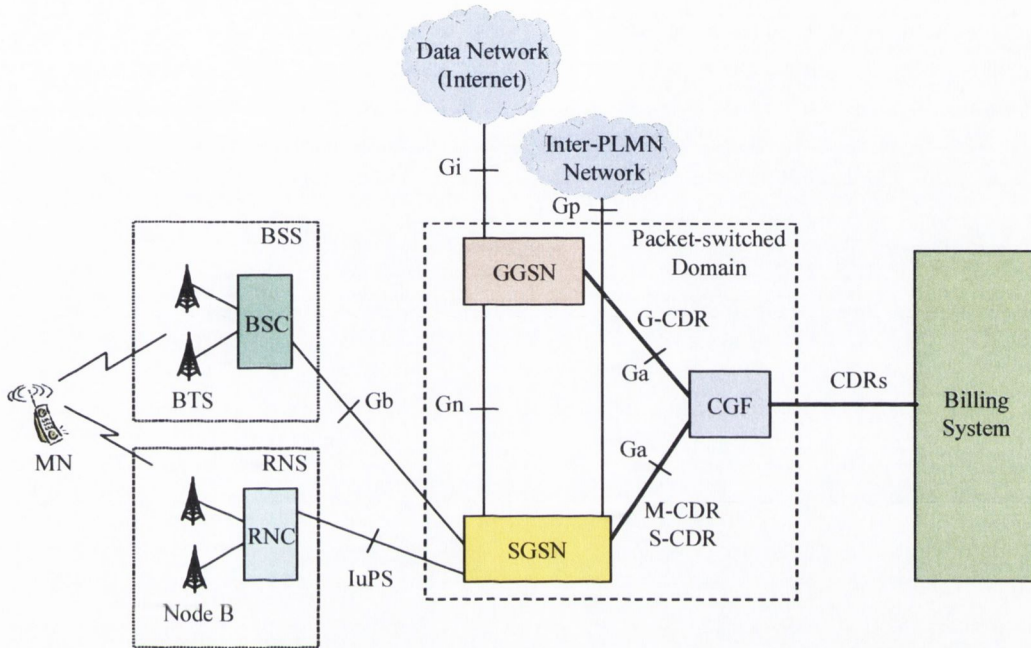 Data Network
(Internet)
Inter-PLMN
Network
Gi
Gp
BSS
Packet-switched
Domain
GGSN
BSC
G-CDR
BTS
Gb
Gn
Ga
CGF
CDRs
Billing
System
MN
RNS
Ga
RNC
SGSN
M-CDR
S-CDR
IuPS
Node B